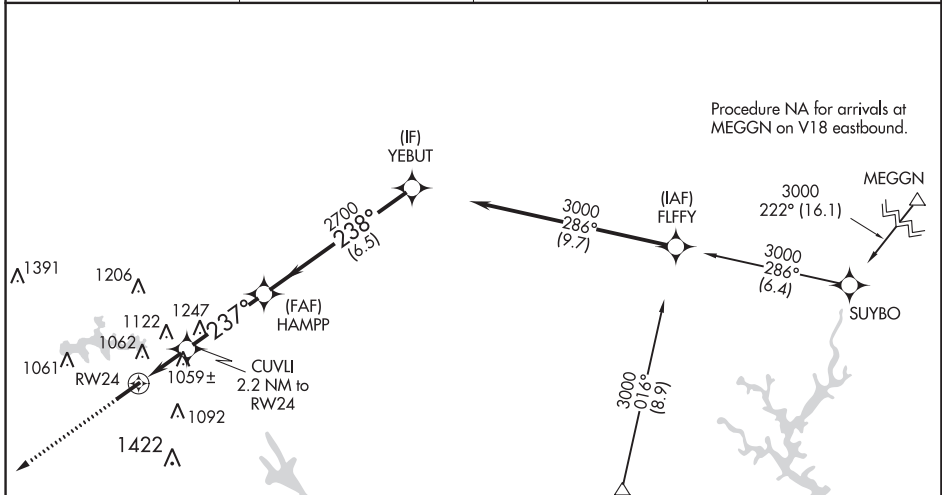 Procedure NA for arrivals at
MEGGN on V18 eastbound.
(IF)
YEBUT
MEGGN
3000
222° (16.1)
(IAF)
FLFFY
3000
286°
(9.7)
3000
286°
(6.4)
SUYBO
2700
238°
(6.5)
1391
1206
(FAF)
HAMPP
1247
237°
1122
1062
1061
RW24
1059±
CUVLI
2.2 NM to
RW24
1092
1422
3000
016°
(8.9)